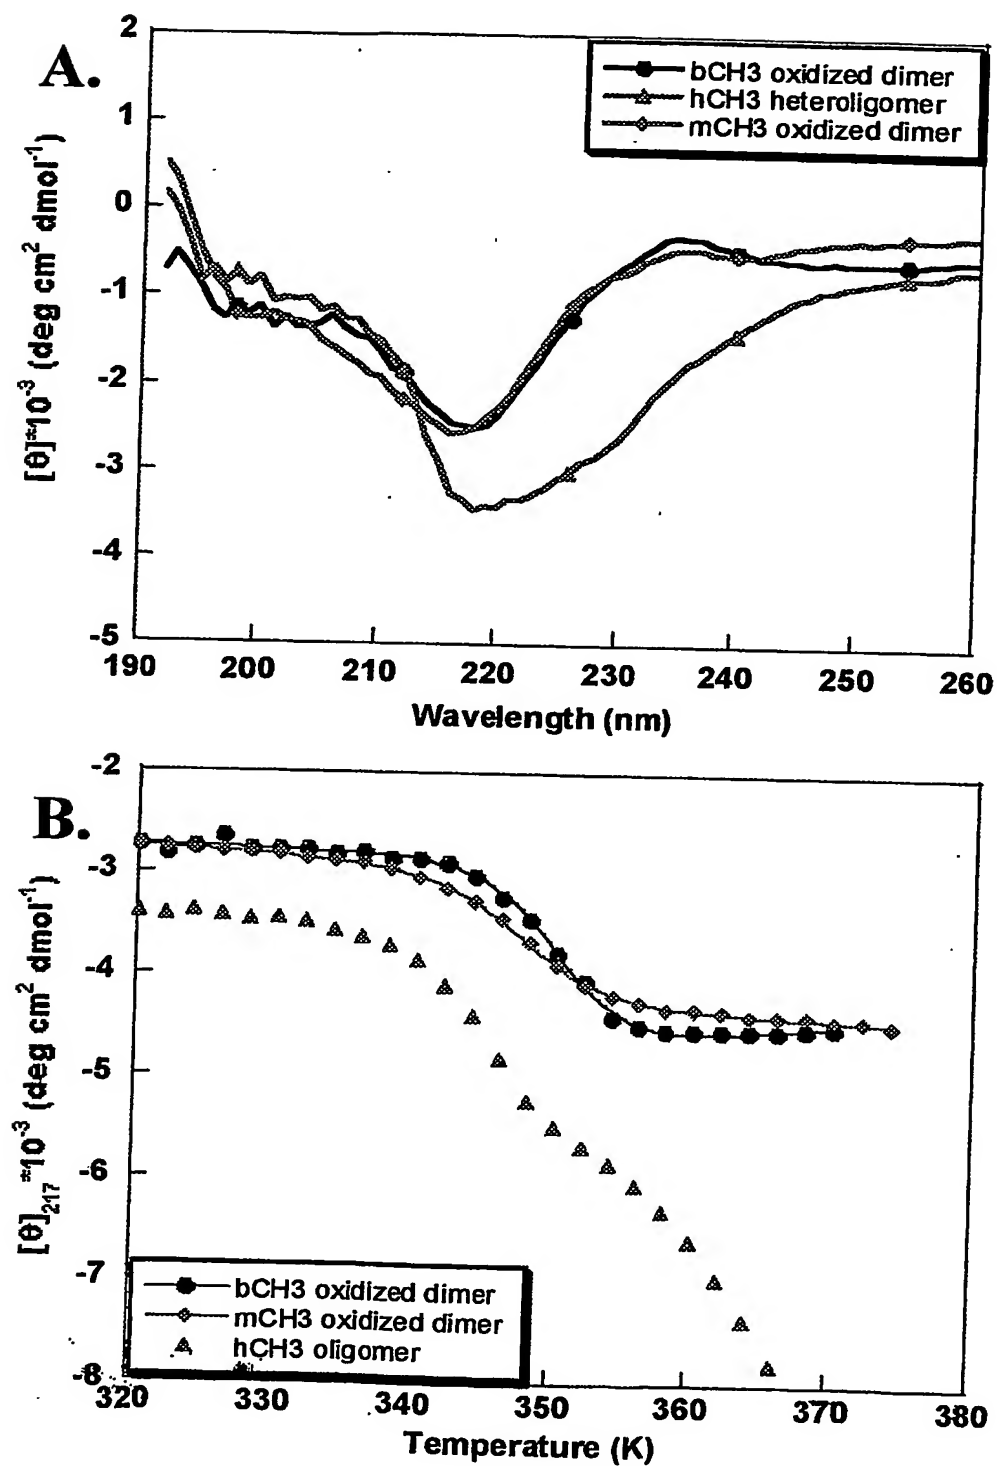 A.
2
1
0
-1
-2
-3
-4
-5
[θ]*10⁻³ (deg cm² dmol⁻¹)
bCH3 oxidized dimer
hCH3 heteroligomer
mCH3 oxidized dimer
190 200 210 220 230 240 250 260
Wavelength (nm)
B.
-2
-3
-4
-5
-6
-7
-8
[θ]₂₁₇*10⁻³ (deg cm² dmol⁻¹)
bCH3 oxidized dimer
mCH3 oxidized dimer
hCH3 oligomer
320 330 340 350 360 370 380
Temperature (K)